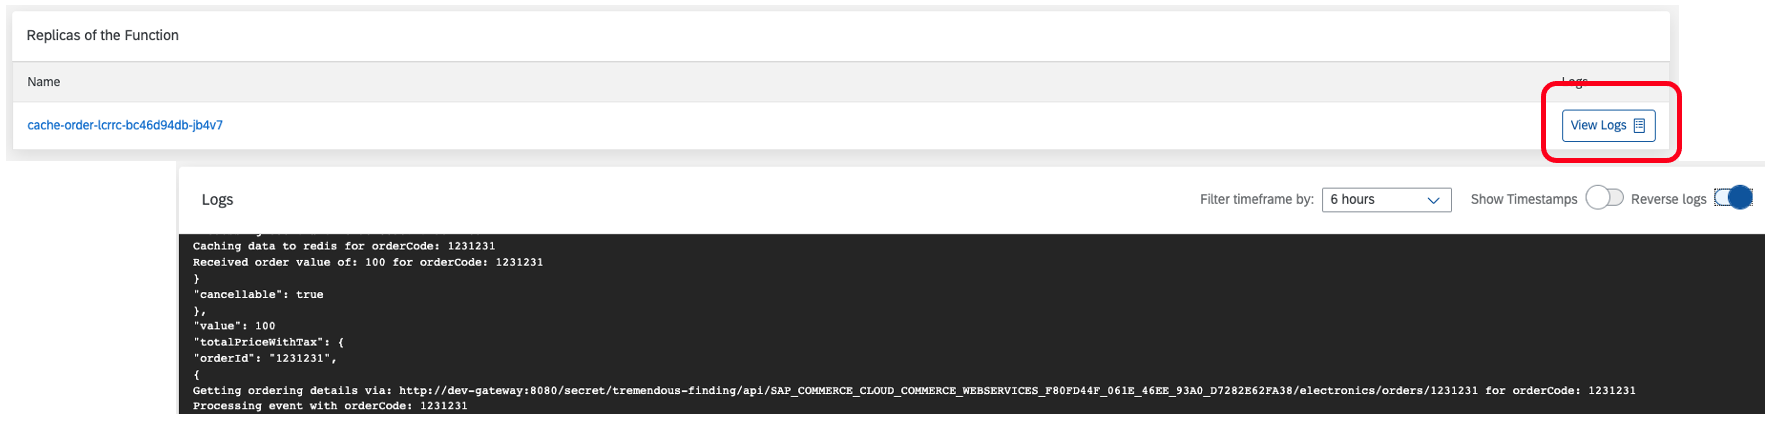 Replicas of the Function
Name Logs
cache-order-lcrrc-bc46d94db-jb4v7 View Logs
Logs Filter timeframe by: 6 hours Show Timestamps Reverse logs
Caching data to redis for orderCode: 1231231
Received order value of: 100 for orderCode: 1231231
}
"cancellable": true
},
"value": 100
"totalPriceWithTax": {
"orderId": "1231231",
{
Getting ordering details via: http://dev-gateway:8080/secret/tremendous-finding/api/SAP_COMMERCE_CLOUD_COMMERCE_WEBSERVICES_F80FD44F_061E_46EE_93A0_D7282E62FA38/electronics/orders/1231231 for orderCode: 1231231
Processing event with orderCode: 1231231